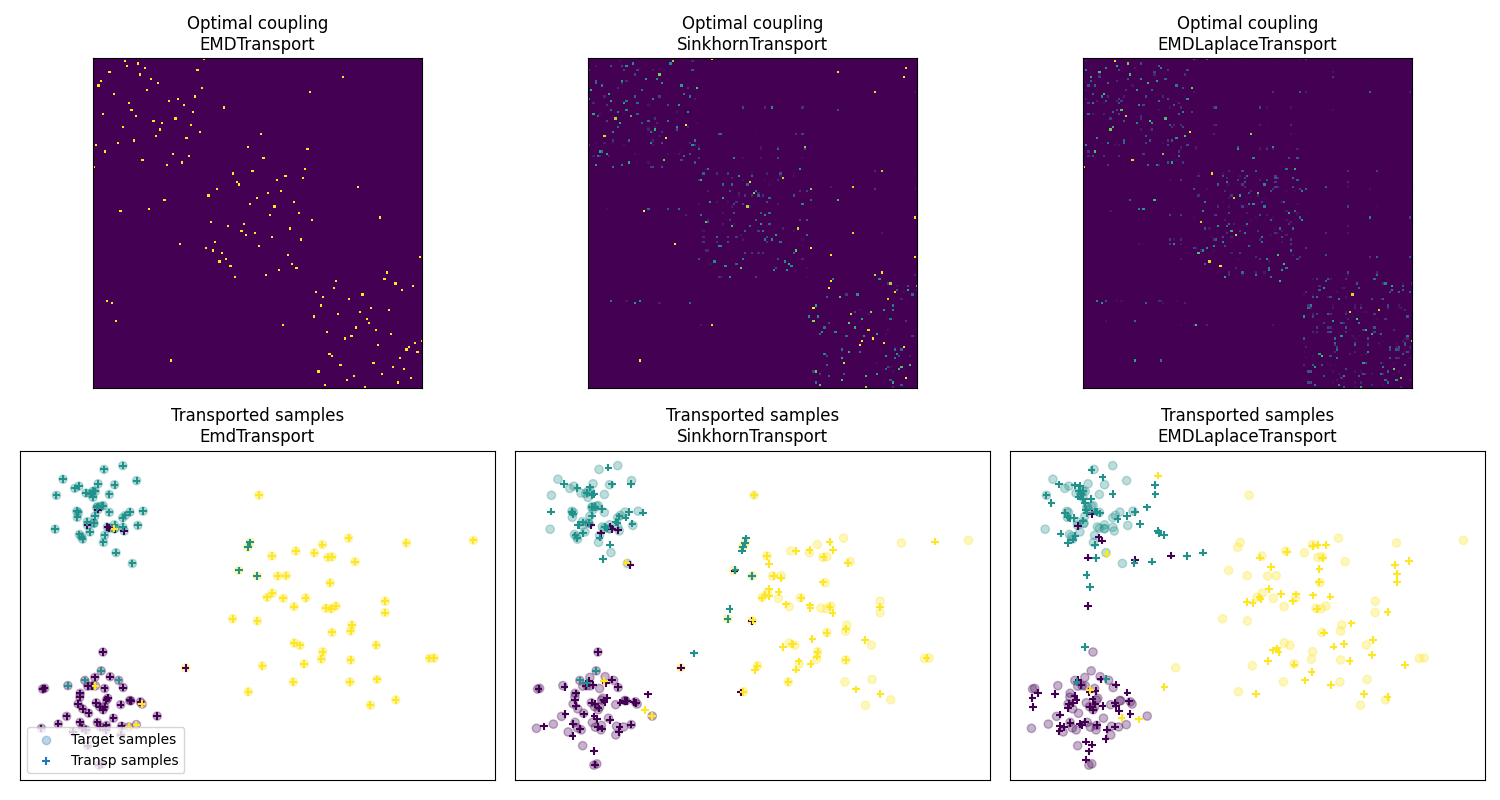 Optimal coupling
EMDTransport
Optimal coupling
SinkhornTransport
Optimal coupling
EMDLaplaceTransport
Transported samples
EmdTransport
Transported samples
SinkhornTransport
Transported samples
EMDLaplaceTransport
Target samples
Transp samples